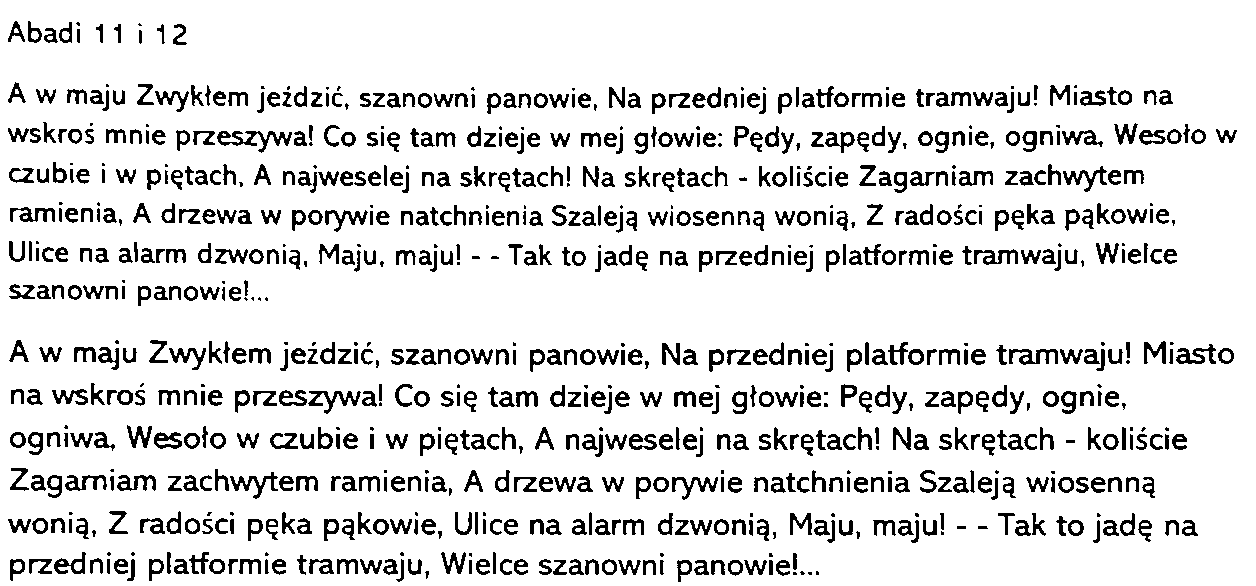 Abadi 11 i 12
A w maju Zwykłem jeździć, szanowni panowie, Na przedniej platformie tramwaju! Miasto na
wskroś mnie przeszywa! Co się tam dzieje w mej głowie: Pędy, zapędy, ognie, ogniwa, Wesoło w
czubie i w piętach, A najweselej na skrętach! Na skrętach - koliście Zagarniam zachwytem
ramienia, A drzewa w porywie natchnienia Szaleją wiosenną wonią, Z radości pęka pąkowie,
Ulice na alarm dzwonią, Maju, maju! - - Tak to jadę na przedniej platformie tramwaju, Wielce
szanowni panowie!...
A w maju Zwykłem jeździć, szanowni panowie, Na przedniej platformie tramwaju! Miasto
na wskroś mnie przeszywa! Co się tam dzieje w mej głowie: Pędy, zapędy, ognie,
ogniwa, Wesoło w czubie i w piętach, A najweselej na skrętach! Na skrętach - koliście
Zagarniam zachwytem ramienia, A drzewa w porywie natchnienia Szaleją wiosenną
wonią, Z radości pęka pąkowie, Ulice na alarm dzwonią, Maju, maju! - - Tak to jadę na
przedniej platformie tramwaju, Wielce szanowni panowie!...